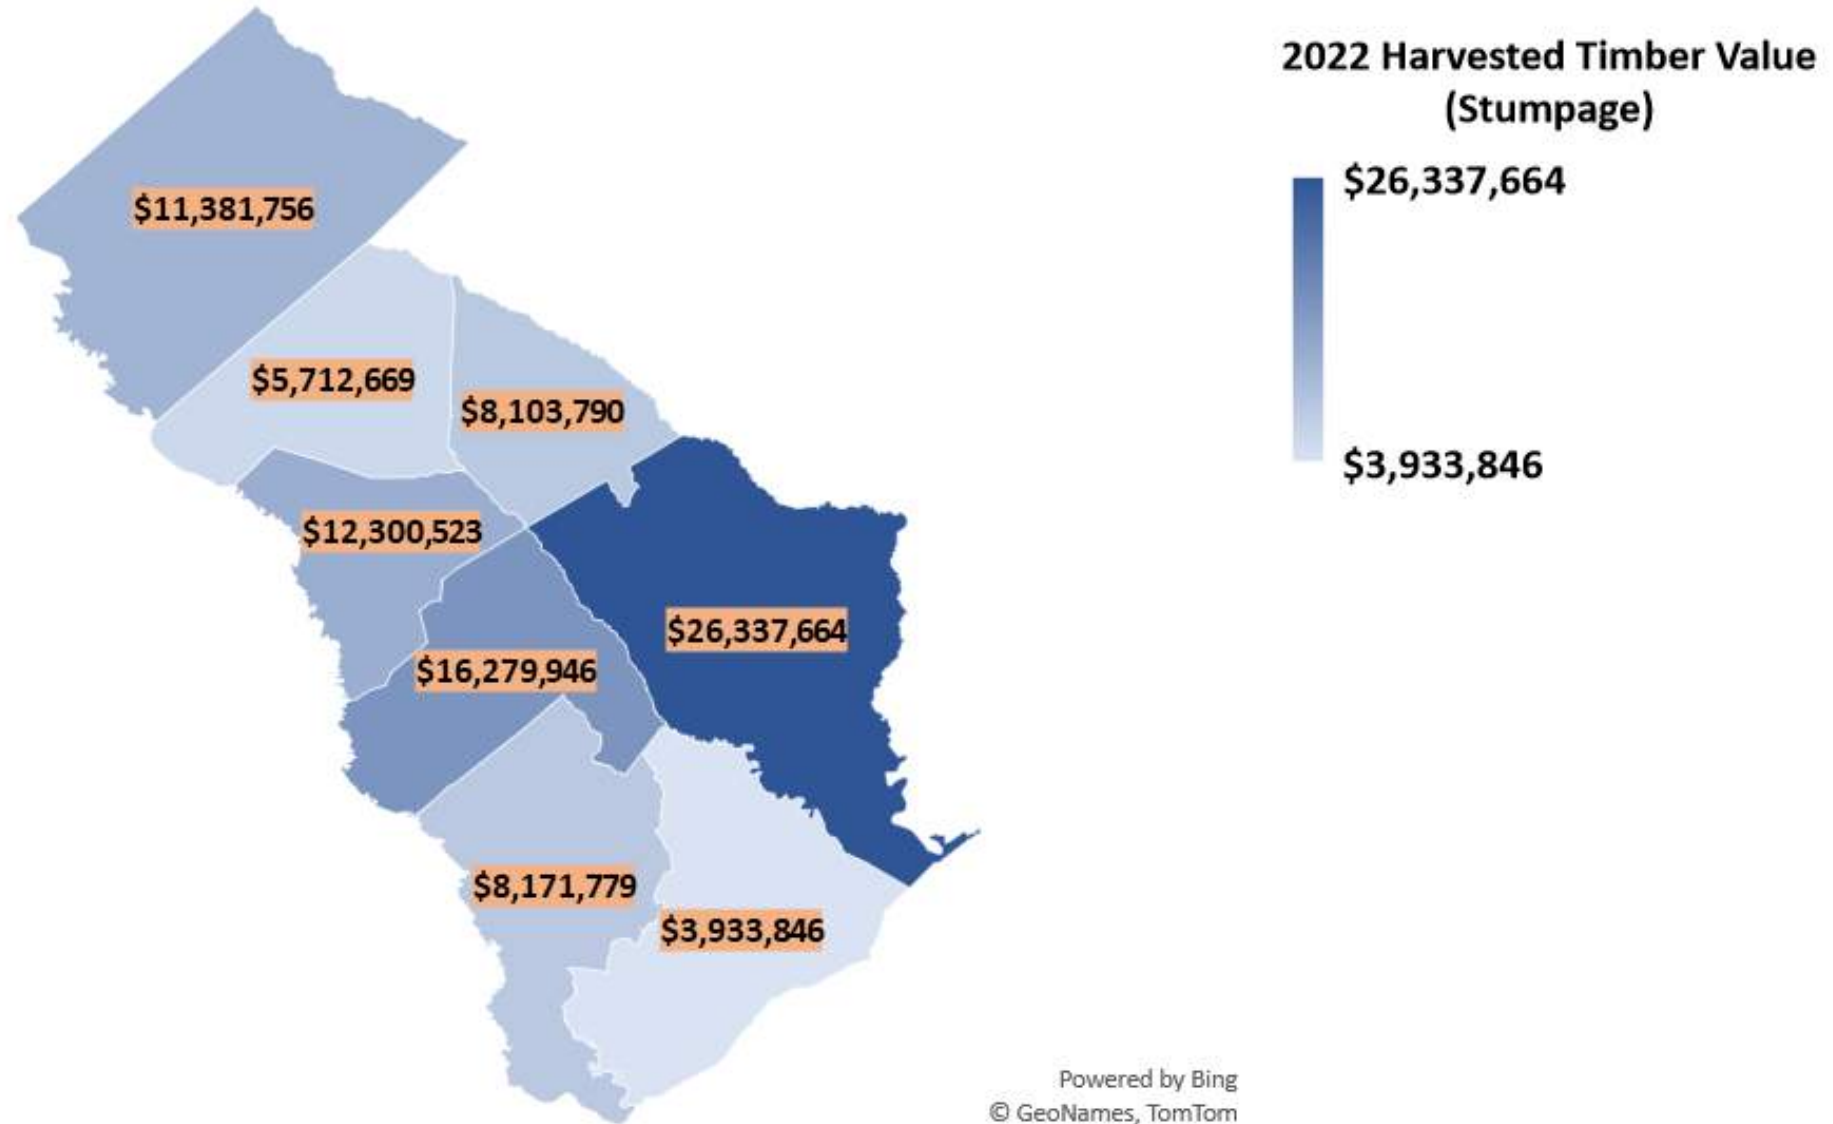 2022 Harvested Timber Value
(Stumpage)
$26,337,664
$3,933,846
$11,381,756
$5,712,669
$8,103,790
$12,300,523
$26,337,664
$16,279,946
$8,171,779
$3,933,846
Powered by Bing
© GeoNames, TomTom